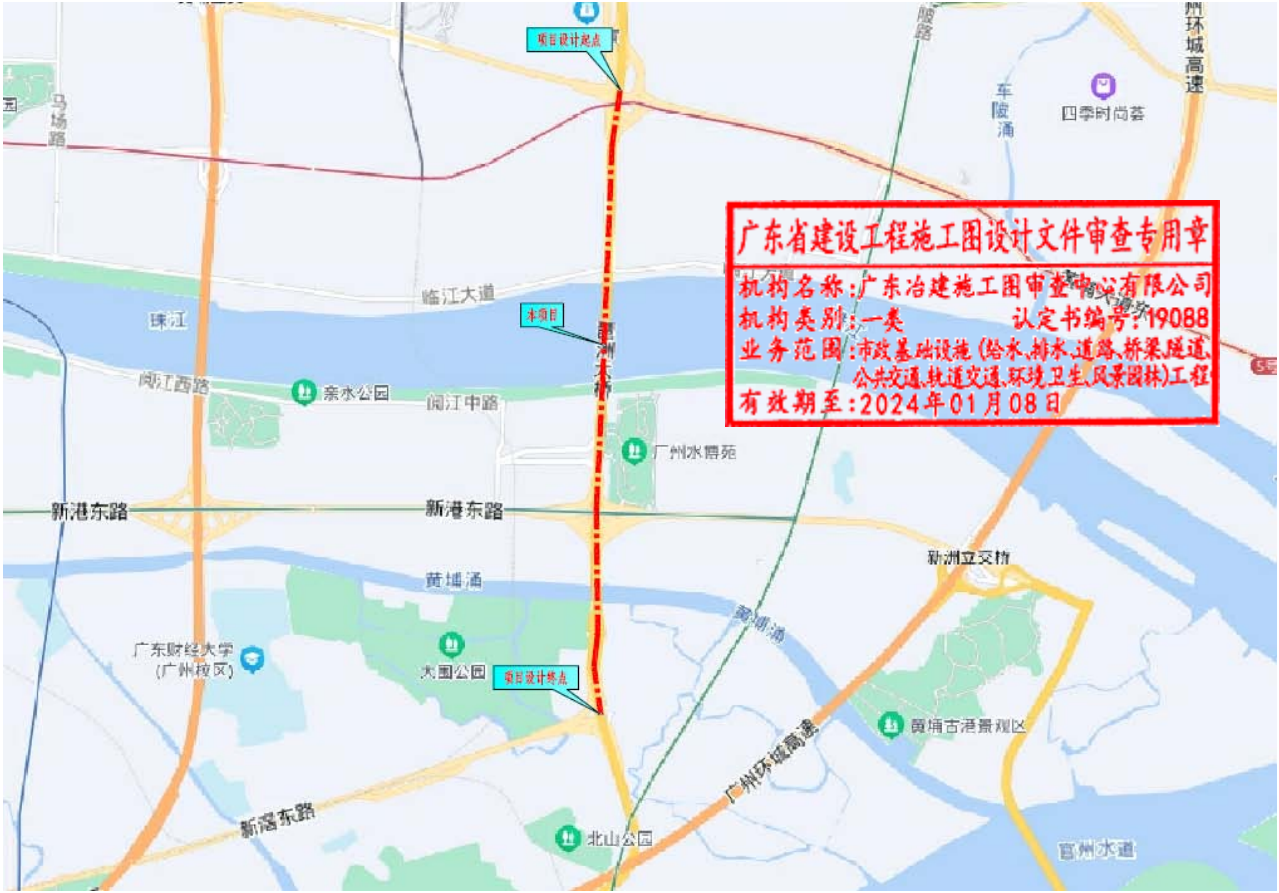 项目设计起点
马场路
园
陂路
州环城高速
车陂涌
四季时尚荟
广东省建设工程施工图设计文件审查专用章
机构名称:广东冶建施工图审查中心有限公司
机构类别:一类 认定书编号:19088
业务范围:市政基础设施(给水、排水、道路、桥梁、隧道、
公共交通、轨道交通、环境卫生、风景园林)工程
有效期至:2024年01月08日
临江大道
珠江
本项目
琶洲大桥
5号
阅江西路
亲水公园
阅江中路
广州水博苑
新港东路
新港东路
新洲立交桥
黄埔涌
黄埔涌
广东财经大学
(广州校区)
大围公园
项目设计终点
黄埔古港景观区
广州环城高速
新滘东路
北山公园
官州水道